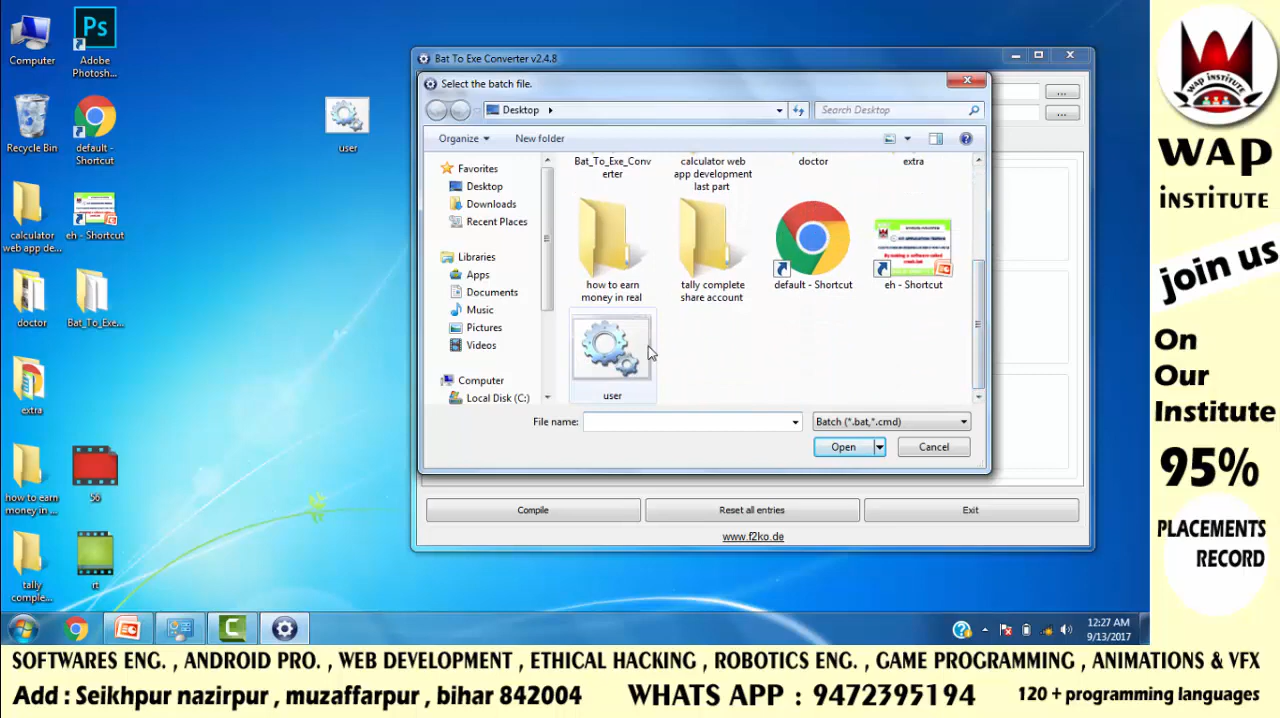 Computer
Ps
Adobe
Photosh...
Recycle Bin
default -
Shortcut
calculator
web app de...
eh - Shortcut
doctor
Bat_To_Exe...
extra
how to earn
money in ...
56
tally
comple...
rt
user
Bat To Exe Converter v2.4.8
...
...
Select the batch file.
Desktop
Search Desktop
Organize
New folder
Favorites
Desktop
Downloads
Recent Places
Libraries
Apps
Documents
Music
Pictures
Videos
Computer
Local Disk (C:)
Bat_To_Exe_Conv
erter
calculator web
app development
last part
doctor
extra
how to earn
money in real
tally complete
share account
default - Shortcut
eh - Shortcut
user
File name:
Batch (*.bat,*.cmd)
Open
Cancel
Compile
Reset all entries
Exit
www.f2ko.de
12:27 AM
9/13/2017
WAP INSTITUTE
WAP
INSTITUTE
join us
On
Our
Institute
95%
PLACEMENTS
RECORD
SOFTWARES ENG. , ANDROID PRO. , WEB DEVELOPMENT , ETHICAL HACKING , ROBOTICS ENG. , GAME PROGRAMMING , ANIMATIONS & VFX
Add : Seikhpur nazirpur , muzaffarpur , bihar 842004 WHATS APP : 9472395194 120 + programming languages